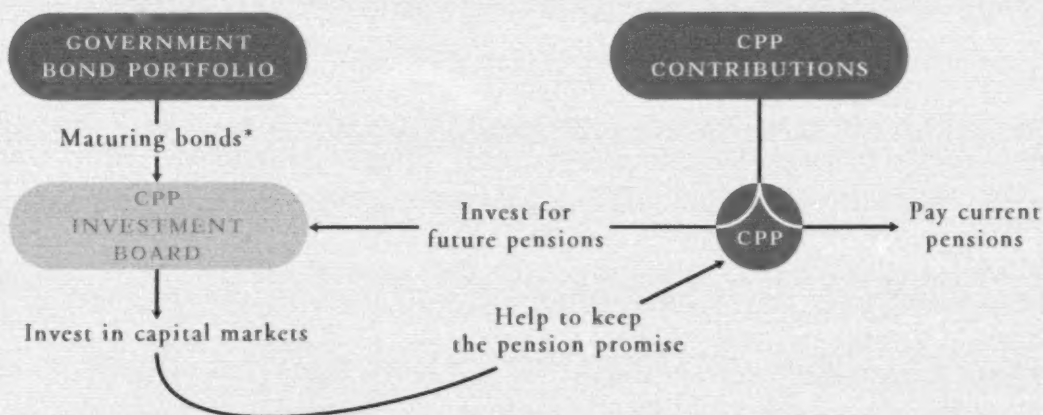 GOVERNMENT
BOND PORTFOLIO
CPP
CONTRIBUTIONS
Maturing bonds*
CPP
INVESTMENT
BOARD
Invest for
future pensions
CPP
Pay current
pensions
Invest in capital markets
Help to keep
the pension promise